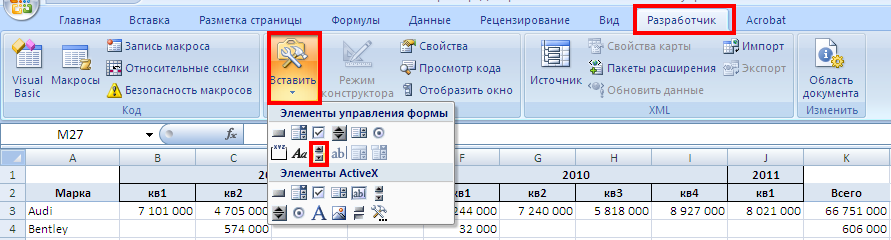 Главная Вставка Разметка страницы Формулы Данные Рецензирование Вид Разработчик Acrobat
Visual Basic
Макросы
Запись макроса
Относительные ссылки
Безопасность макросов
Код
Вставить
Режим конструктора
Свойства
Просмотр кода
Отобразить окно
Источник
Свойства карты
Пакеты расширения
Обновить данные
Импорт
Экспорт
XML
Область документа
Изменить
Элементы управления формы
XYZ Aa ab|
Элементы ActiveX
ab|
A
M27 fx
A B C F G H I J K
1 2010 2011
2 Марка кв1 кв2 кв1 кв2 кв3 кв4 кв1 Всего
3 Audi 7 101 000 4 705 000 244 000 7 240 000 5 818 000 8 927 000 8 021 000 66 751 000
4 Bentley 574 000 32 000 606 000